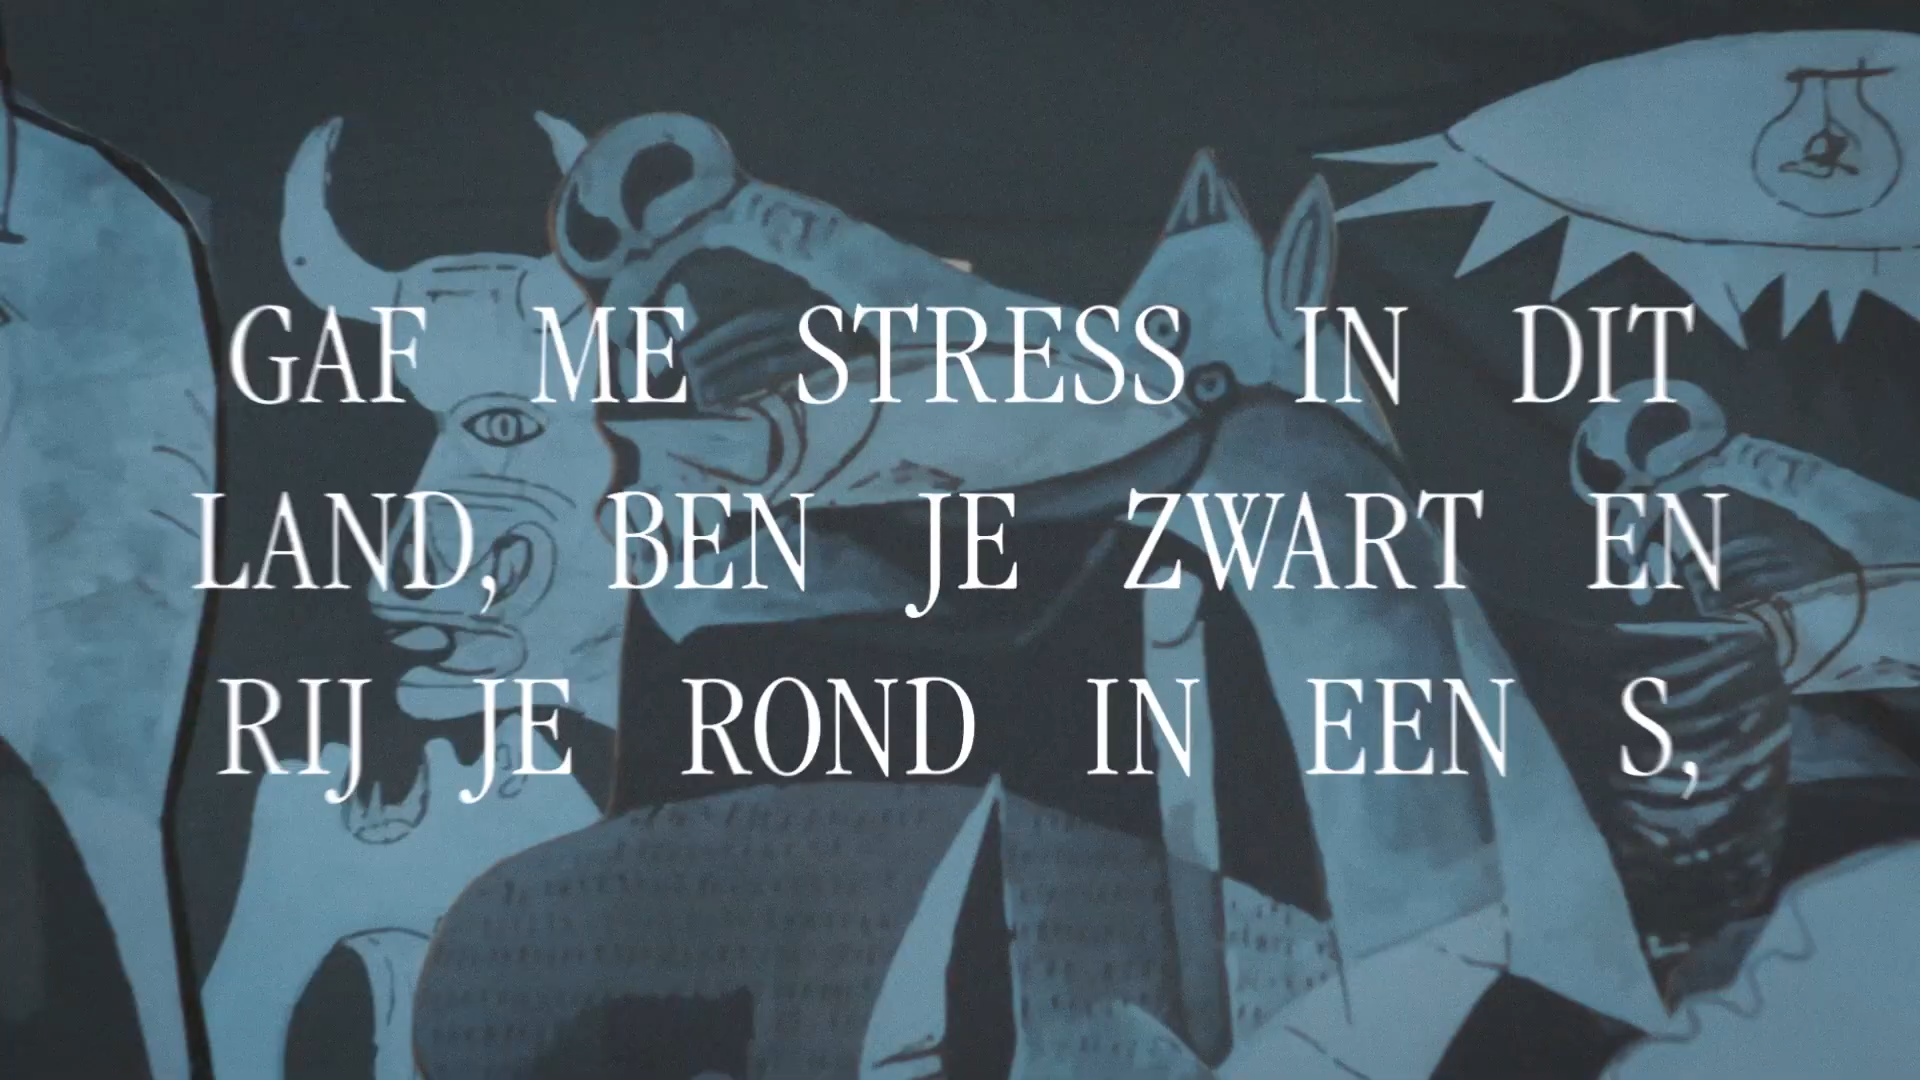 GAF ME STRESS IN DIT
LAND, BEN JE ZWART EN
RIJ JE ROND IN EEN S,